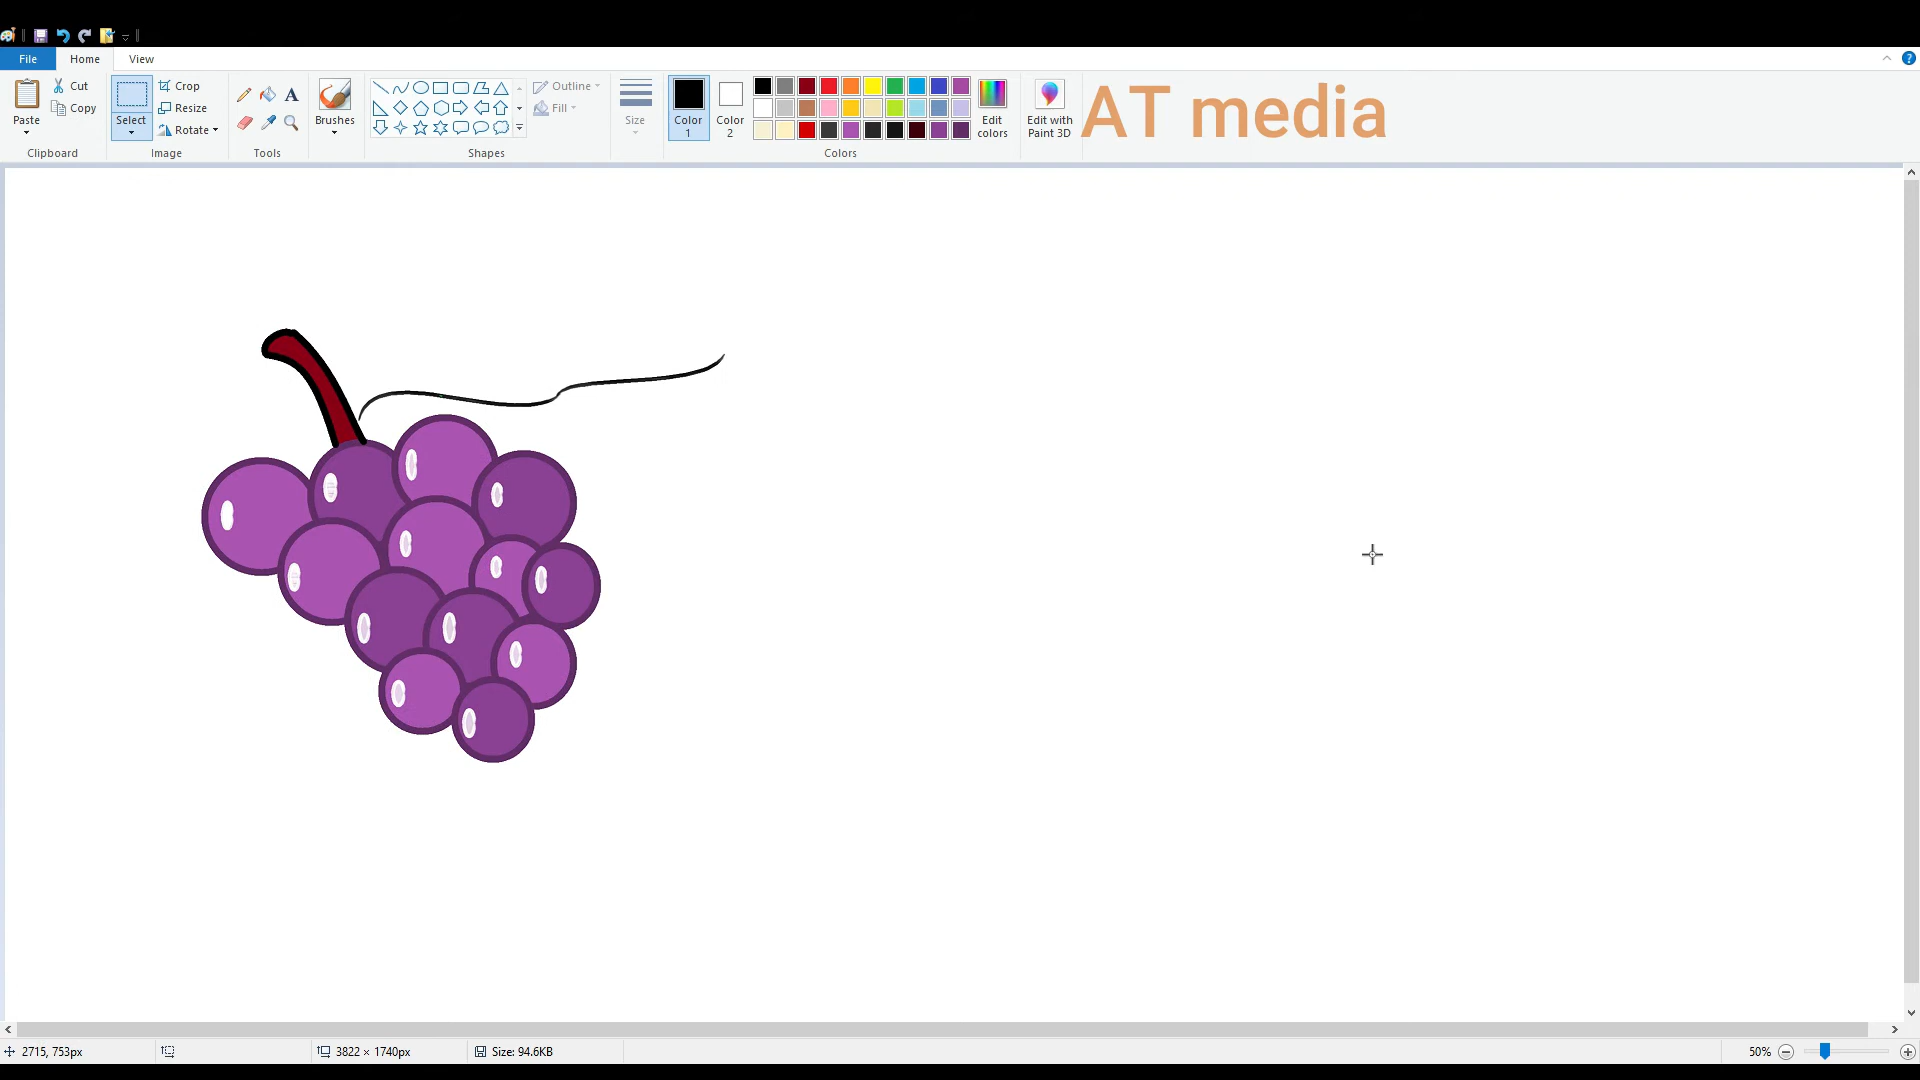 File Home View
Paste
Cut
Copy
Clipboard
Select
Crop
Resize
Rotate
Image
A
Tools
Brushes
Shapes
Outline
Fill
Size
Color
1
Color
2
Colors
Edit
colors
Edit with
Paint 3D
AT media
?
2715, 753px
3822 × 1740px
Size: 94.6KB
50%